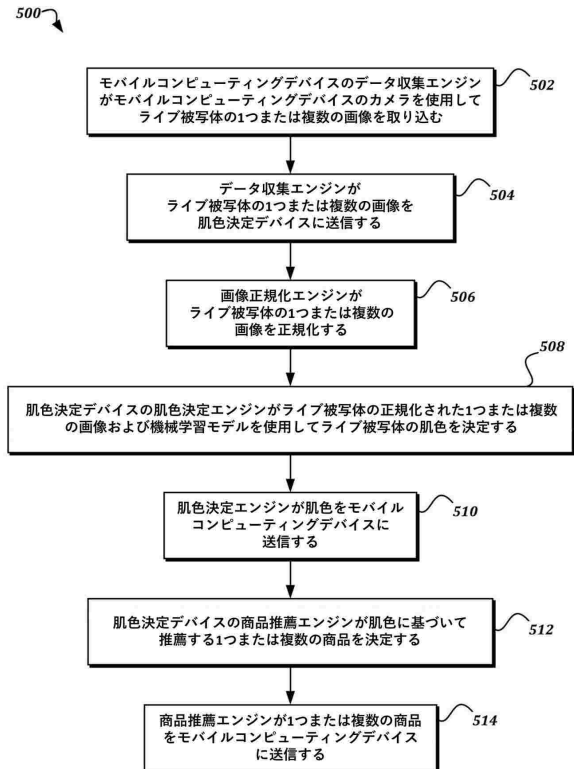 500
モバイルコンピューティングデバイスのデータ収集エンジン
がモバイルコンピューティングデバイスのカメラを使用して
ライブ被写体の1つまたは複数の画像を取り込む
502
データ収集エンジンが
ライブ被写体の1つまたは複数の画像を
肌色決定デバイスに送信する
504
画像正規化エンジンが
ライブ被写体の1つまたは複数の
画像を正規化する
506
508
肌色決定デバイスの肌色決定エンジンがライブ被写体の正規化された1つまたは複数
の画像および機械学習モデルを使用してライブ被写体の肌色を決定する
肌色決定エンジンが肌色をモバイル
コンピューティングデバイスに
送信する
510
肌色決定デバイスの商品推薦エンジンが肌色に基づいて
推薦する1つまたは複数の商品を決定する
512
商品推薦エンジンが1つまたは複数の商品
をモバイルコンピューティングデバイス
に送信する
514